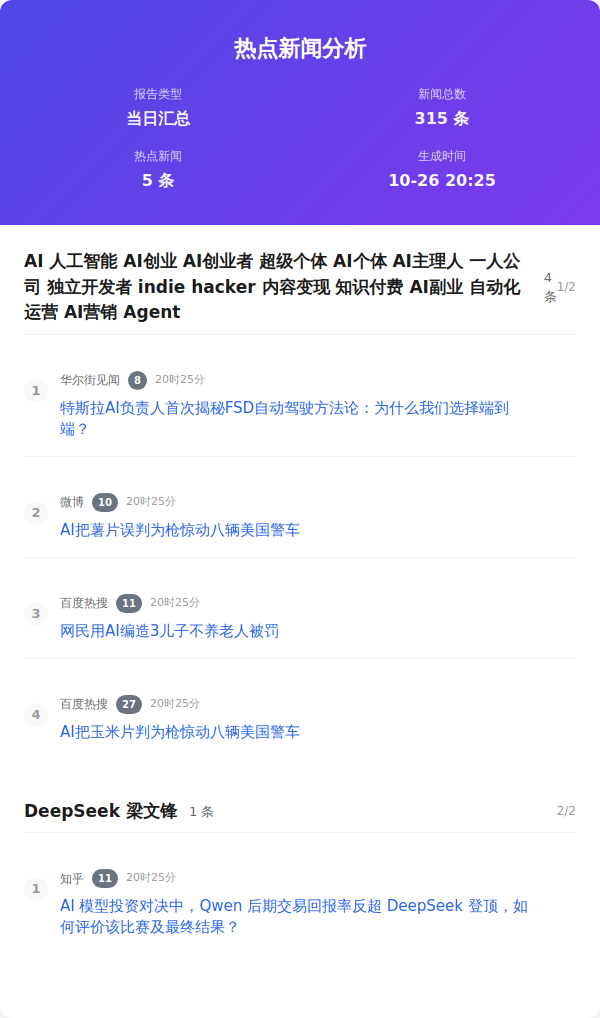 热点新闻分析
报告类型
当日汇总
新闻总数
315 条
热点新闻
5 条
生成时间
10-26 20:25
AI 人工智能 AI创业 AI创业者 超级个体 AI个体 AI主理人 一人公
司 独立开发者 indie hacker 内容变现 知识付费 AI副业 自动化
运营 AI营销 Agent
4
条
1/2
1
华尔街见闻 8 20时25分
特斯拉AI负责人首次揭秘FSD自动驾驶方法论：为什么我们选择端到
端？
2
微博 10 20时25分
AI把薯片误判为枪惊动八辆美国警车
3
百度热搜 11 20时25分
网民用AI编造3儿子不养老人被罚
4
百度热搜 27 20时25分
AI把玉米片判为枪惊动八辆美国警车
DeepSeek 梁文锋 1 条 2/2
1
知乎 11 20时25分
AI 模型投资对决中，Qwen 后期交易回报率反超 DeepSeek 登顶，如
何评价该比赛及最终结果？